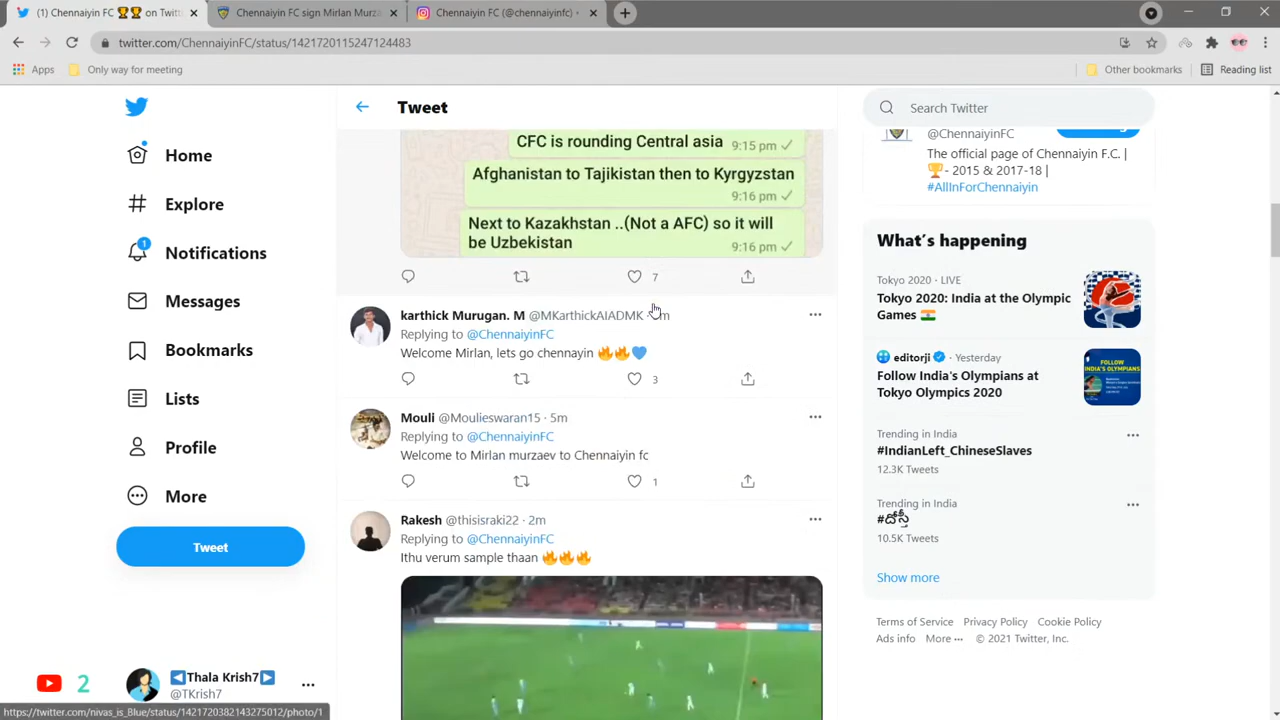 (1) Chennaiyin FC 🏆🏆 on Twitt
Chennaiyin FC sign Mirlan Murza
Chennaiyin FC (@chennaiyinfc) •
twitter.com/ChennaiyinFC/status/1421720115247124483
Apps
Only way for meeting
Other bookmarks
Reading list
Home
Explore
1
Notifications
Messages
Bookmarks
Lists
Profile
More
Tweet
2
◀Thala Krish7▶
@TKrish7
https://twitter.com/nivas_is_Blue/status/1421720382143275012/photo/1
Tweet
CFC is rounding Central asia
9:15 pm ✓
Afghanistan to Tajikistan then to Kyrgyzstan
9:16 pm ✓
Next to Kazakhstan ..(Not a AFC) so it will
be Uzbekistan
9:16 pm ✓
7
karthick Murugan. M @MKarthickAIADMK
Replying to @ChennaiyinFC
Welcome Mirlan, lets go chennayin 🔥🔥💙
3
Mouli @Moulieswaran15 · 5m
Replying to @ChennaiyinFC
Welcome to Mirlan murzaev to Chennaiyin fc
1
Rakesh @thisisraki22 · 2m
Replying to @ChennaiyinFC
Ithu verum sample thaan 🔥🔥🔥
Search Twitter
@ChennaiyinFC
The official page of Chennaiyin F.C. |
🏆- 2015 & 2017-18 |
#AllInForChennaiyin
What's happening
Tokyo 2020 · LIVE
Tokyo 2020: India at the Olympic
Games 🇮🇳
editorji · Yesterday
Follow India's Olympians at
Tokyo Olympics 2020
FOLLOW
INDIA'S OLYMPIANS
Trending in India
#IndianLeft_ChineseSlaves
12.3K Tweets
Trending in India
#దోస్తీ
10.5K Tweets
Show more
Terms of Service Privacy Policy Cookie Policy
Ads info More ··· © 2021 Twitter, Inc.